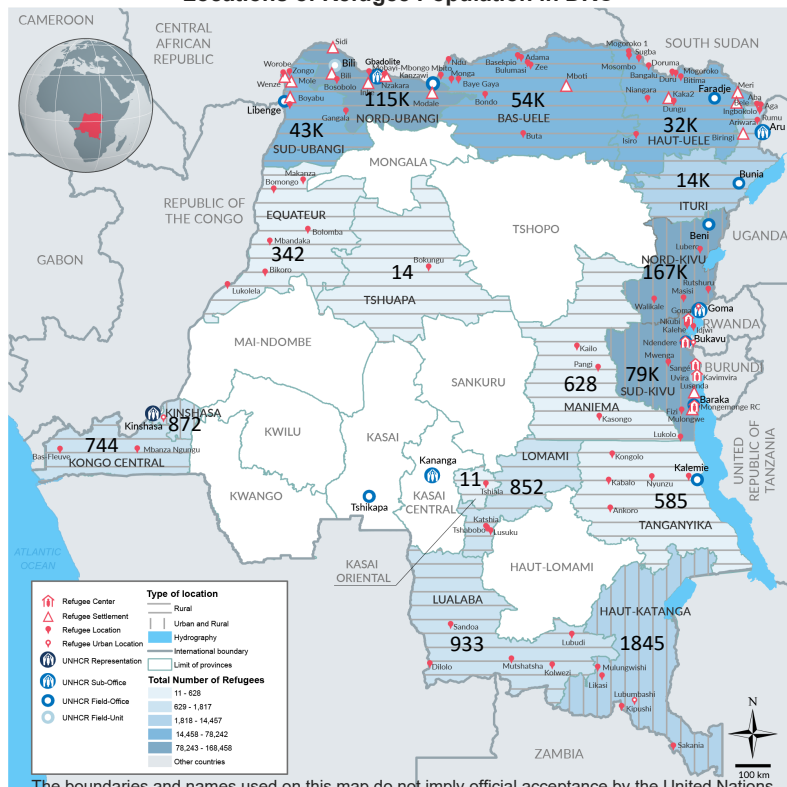 Locations of Refugee Population in DRC
CAMEROON
CENTRAL
AFRICAN
REPUBLIC
SOUTH SUDAN
Sidi
Worobe
Zongo
Mole
Wenze
Boyabu
Libenge
Bili
Bili
Bosobolo
Gbadolite
Mobayi-Mbongo
Inke
Nzakara
Mbito
Kanzawi
Modale
Ndu
Monga
Baye Gaya
Bondo
Basekpio
Bulumasi
Adama
Zee
Mboti
Mogoroko 1
Sugba
Mosombo
Doruma
Bangalu
Duru
Mogoroko
Bitima
Niangara
Kaka2
Dungu
Faradje
Meri
Aba
Bele
Aga
Ingbokolo
Rumu
Ariwara
Biringi
Aru
Gangala
43K
SUD-UBANGI
115K
NORD-UBANGI
54K
BAS-UELE
Buta
Isiro
32K
HAUT-UELE
MONGALA
14K
Bunia
ITURI
Makanza
Bomongo
REPUBLIC OF
THE CONGO
EQUATEUR
Bolomba
Mbandaka
342
Bikoro
Lukolela
GABON
Bokungu
14
TSHUAPA
TSHOPO
Beni
UGANDA
Lubero
NORD-KIVU
167K
Rutshuru
Masisi
Walikale
Goma
Goma
Nkubi
Kalehe
Idjwi
RWANDA
Ndendere
Bukavu
MAI-NDOMBE
SANKURU
Kailo
Pangi
628
MANIEMA
Kasongo
Mwenga
79K
SUD-KIVU
Sange
Uvira
BURUNDI
Kavimvira
Lusenda
Baraka
Fizi
Mongemonge RC
Mulongwe
Lukolo
UNITED
REPUBLIC OF
TANZANIA
KINSHASA
Kinshasa
872
744
Bas-Fleuve
Mbanza Ngungu
KONGO CENTRAL
KWILU
KASAI
KWANGO
Kananga
KASAI
CENTRAL
Tshikapa
11
Tshiala
LOMAMI
852
Katshia
Tshabobo
Lusuku
Kongolo
Kabalo
Nyunzu
Kalemie
585
Ankoro
TANGANYIKA
ATLANTIC
OCEAN
KASAI
ORIENTAL
HAUT-LOMAMI
LUALABA
Sandoa
933
Dilolo
Mutshatsha
Kolwezi
Lubudi
HAUT-KATANGA
1845
Mulungwishi
Likasi
Lubumbashi
Kipushi
Sakania
ZAMBIA
Refugee Center
Refugee Settlement
Refugee Location
Refugee Urban Location
UNHCR Representation
UNHCR Sub-Office
UNHCR Field-Office
UNHCR Field-Unit
Type of location
Rural
Urban and Rural
Hydrography
International boundary
Limit of provinces
Total Number of Refugees
11 - 628
629 - 1,817
1,818 - 14,457
14,458 - 78,242
78,243 - 168,458
Other countries
N
100 km
The boundaries and names used on this map do not imply official acceptance by the United Nations